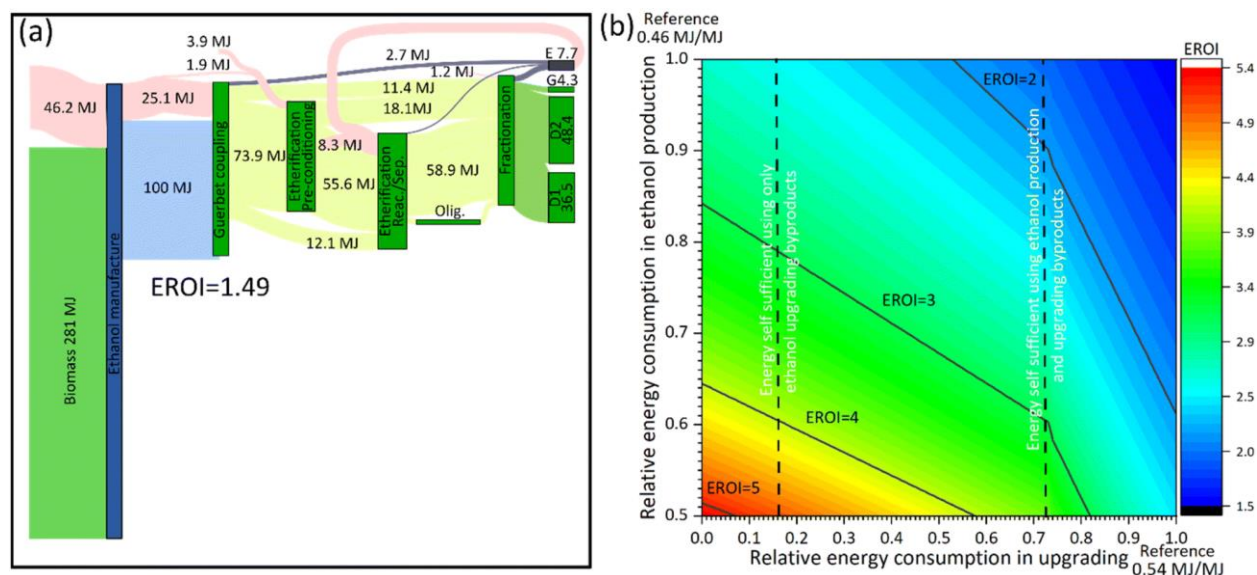 (a)
3.9 MJ
1.9 MJ
2.7 MJ
1.2 MJ
E 7.7
G4.3
46.2 MJ
25.1 MJ
11.4 MJ
18.1MJ
D2
48.4
D1
36.5
Fractionation
Guerbet coupling
Etherification
Pre-conditioning
73.9 MJ
8.3 MJ
Etherification
Reac./Sep.
55.6 MJ
58.9 MJ
100 MJ
Olig.
12.1 MJ
EROI=1.49
Biomass 281 MJ
Ethanol manufacture
(b)
Reference
0.46 MJ/MJ
EROI
1.0
0.9
0.8
0.7
0.6
0.5
Relative energy consumption in ethanol production
EROI=2
EROI=3
EROI=4
EROI=5
Energy self sufficient using only
ethanol upgrading byproducts
Energy self sufficient using ethanol production
and upgrading byproducts
5.4
4.9
4.4
3.9
3.4
2.9
2.5
2.0
1.5
0.0 0.1 0.2 0.3 0.4 0.5 0.6 0.7 0.8 0.9 1.0
Relative energy consumption in upgrading
Reference
0.54 MJ/MJ